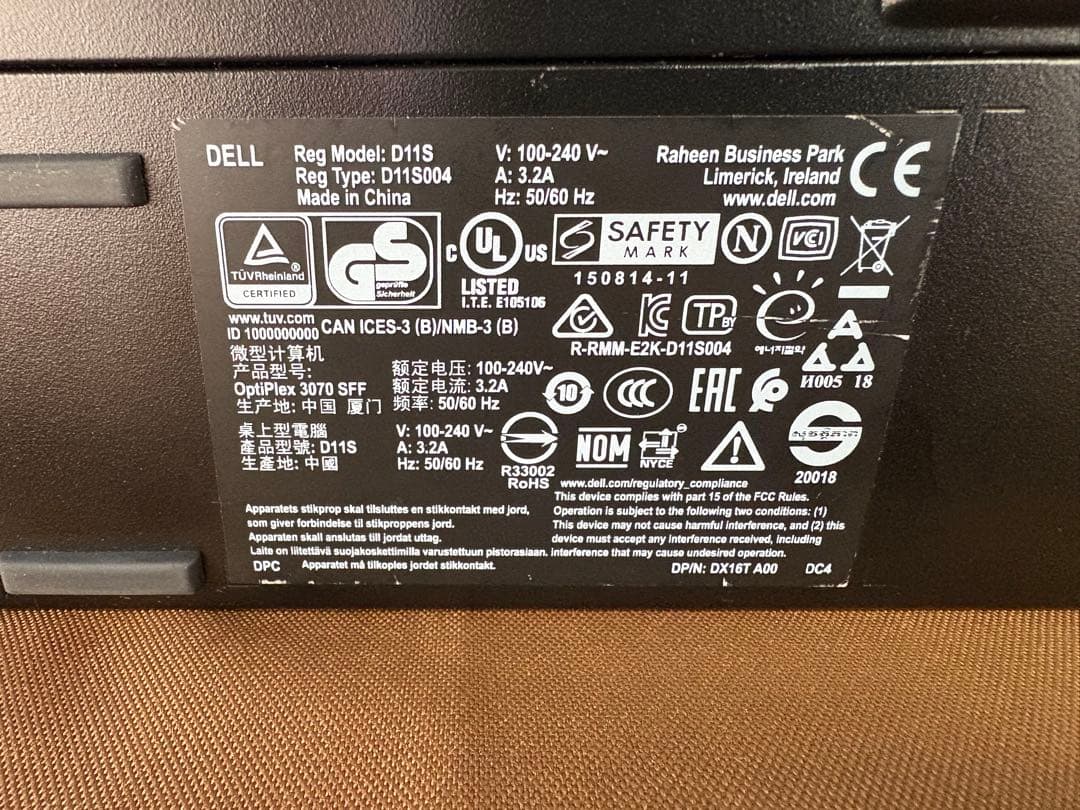 DELL
Reg Model: D11S
Reg Type: D11S004
Made in China
V: 100-240 V~
A: 3.2A
Hz: 50/60 Hz
Raheen Business Park
Limerick, Ireland
www.dell.com
CE
TÜVRheinland®
CERTIFIED
www.tuv.com
ID 1000000000
GS
geprüfte
Sicherheit
C UL US
LISTED
I.T.E. E105106
SAFETY
MARK
150814-11
N
VCI
CAN ICES-3 (B)/NMB-3 (B)
TP BY
R-RMM-E2K-D11S004
에너지절약
И005 18
微型计算机
产品型号:
OptiPlex 3070 SFF
生产地: 中国 厦门
额定电压: 100-240V~
额定电流: 3.2A
频率: 50/60 Hz
10
CCC
EAC
桌上型電腦
產品型號: D11S
生產地: 中國
V: 100-240 V~
A: 3.2A
Hz: 50/60 Hz
R33002
RoHS
NOM
NYCE
20018
www.dell.com/regulatory_compliance
This device complies with part 15 of the FCC Rules.
Operation is subject to the following two conditions: (1)
This device may not cause harmful interference, and (2) this
device must accept any interference received, including
interference that may cause undesired operation.
Apparatets stikprop skal tilsluttes en stikkontakt med jord,
som giver forbindelse til stikproppens jord.
Apparaten skall anslutas till jordat uttag.
Laite on liitettävä suojakoskettimilla varustettuun pistorasiaan.
Apparatet må tilkoples jordet stikkontakt.
DPC
DP/N: DX16T A00
DC4